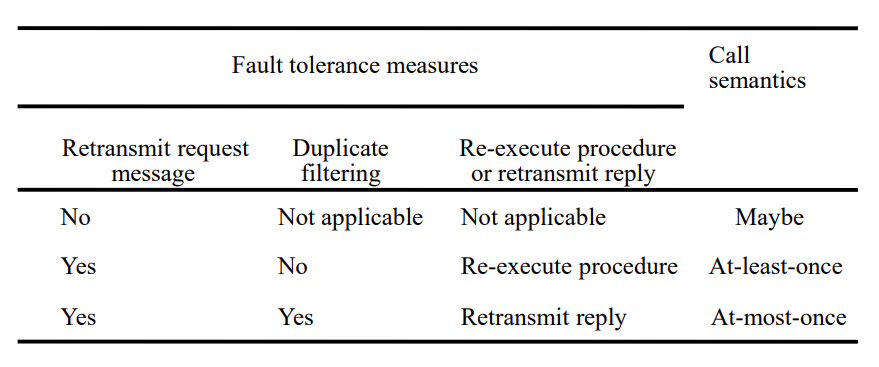 Fault tolerance measures
Call
semantics
Retransmit request
message
Duplicate
filtering
Re-execute procedure
or retransmit reply
No Not applicable Not applicable Maybe
Yes No Re-execute procedure At-least-once
Yes Yes Retransmit reply At-most-once